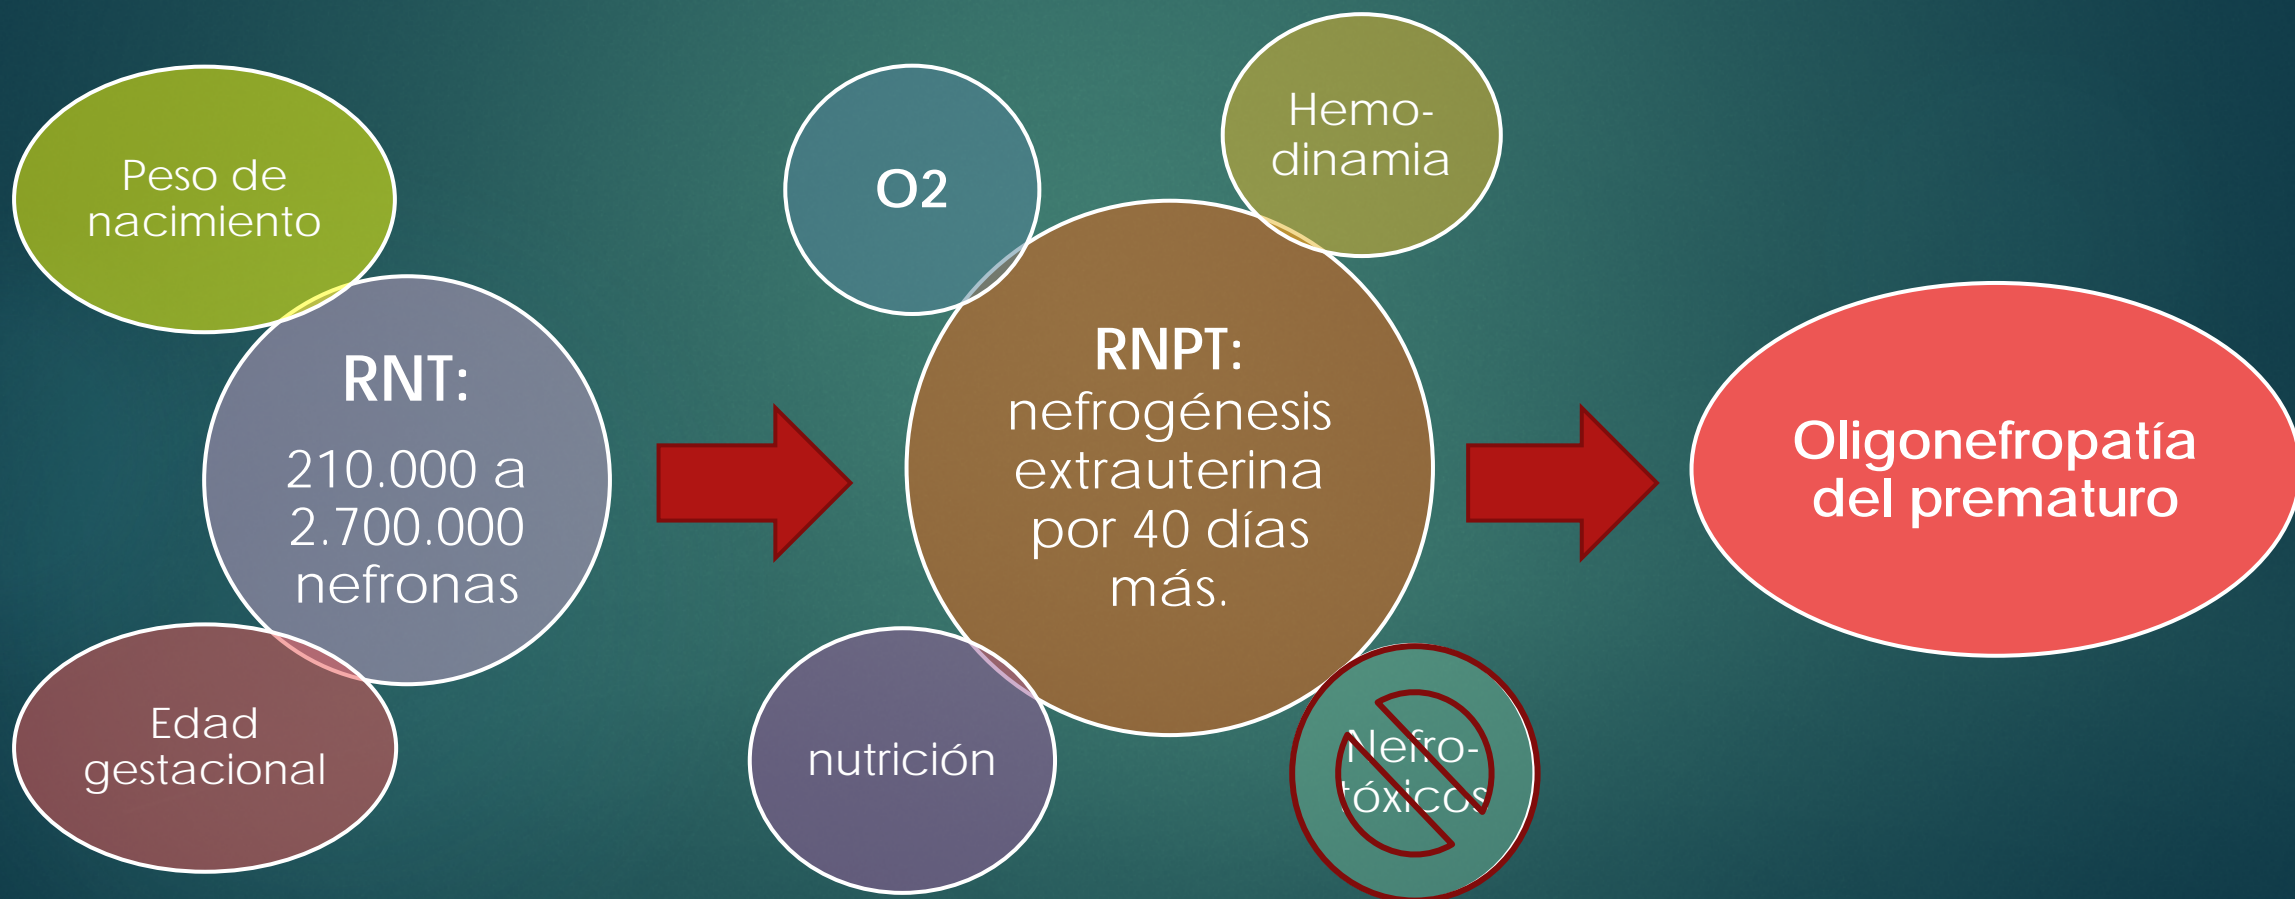 Peso de
nacimiento
RNT:
210.000 a
2.700.000
nefronas
Edad
gestacional
O2
Hemo-
dinamia
RNPT:
nefrogénesis
extrauterina
por 40 días
más.
nutrición
Nefro-
tóxicos
Oligonefropatía
del prematuro